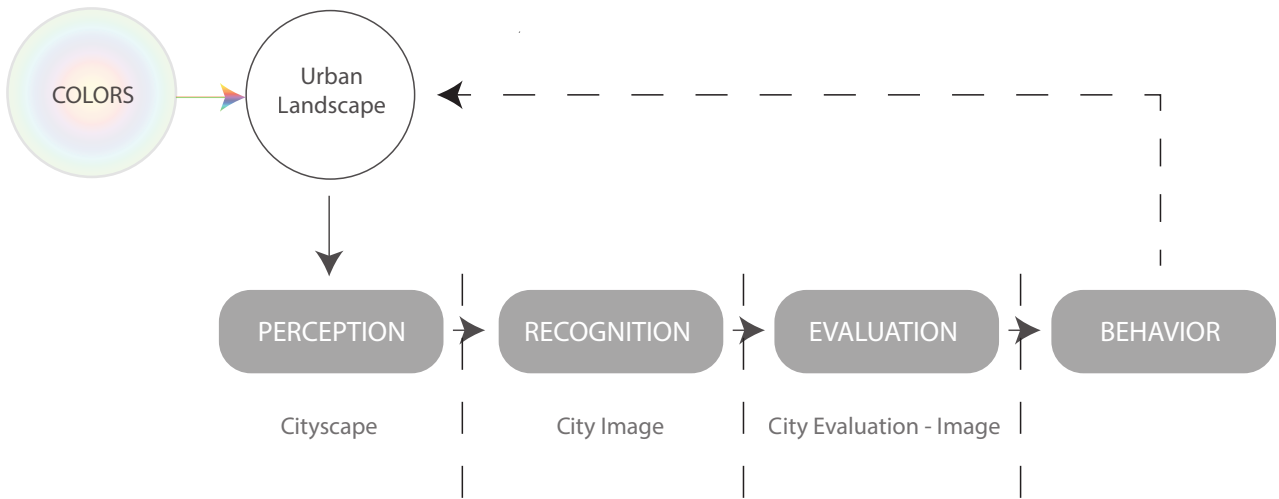 COLORS
Urban
Landscape
PERCEPTION
RECOGNITION
EVALUATION
BEHAVIOR
Cityscape
City Image
City Evaluation - Image